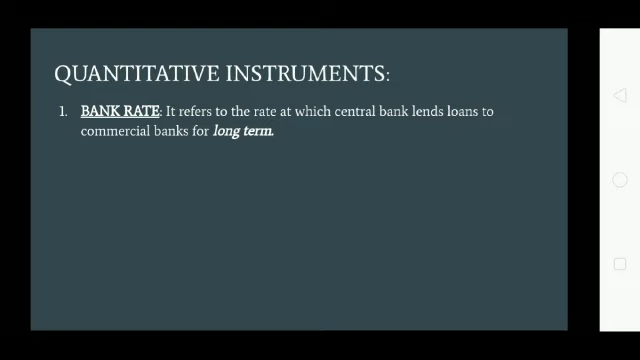 QUANTITATIVE INSTRUMENTS:
1. BANK RATE: It refers to the rate at which central bank lends loans to
commercial banks for long term.